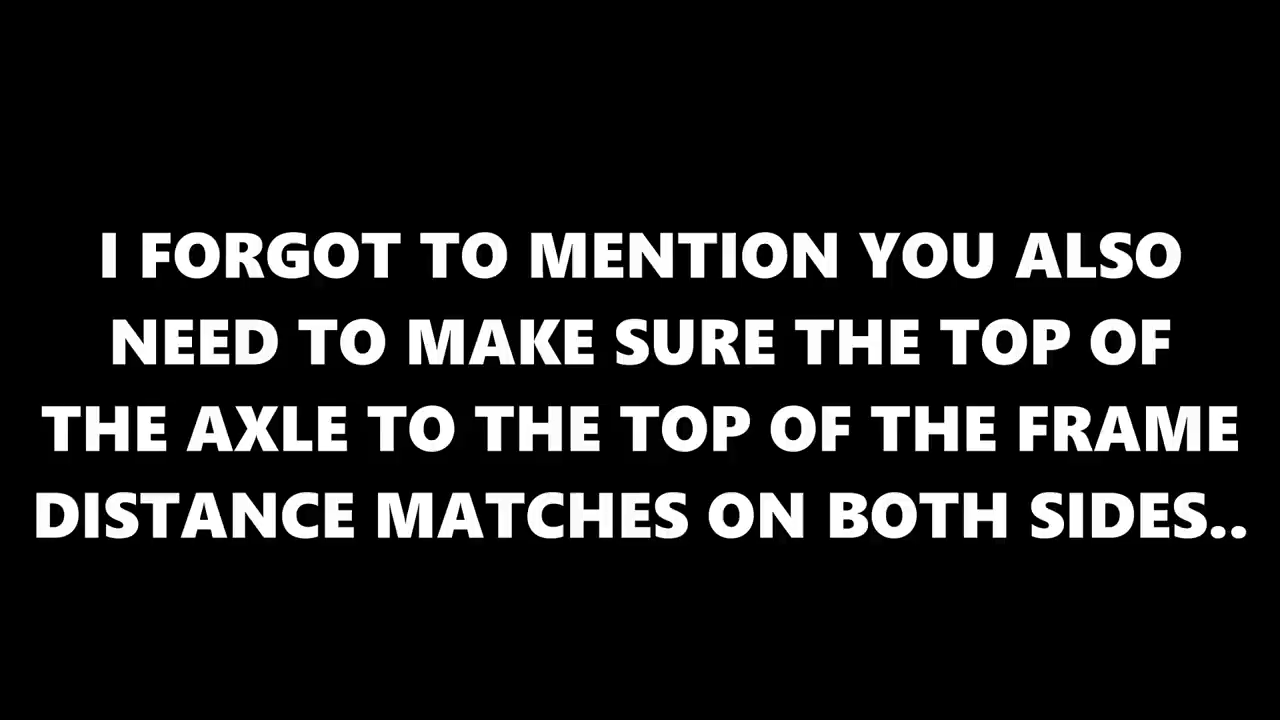 I FORGOT TO MENTION YOU ALSO
NEED TO MAKE SURE THE TOP OF
THE AXLE TO THE TOP OF THE FRAME
DISTANCE MATCHES ON BOTH SIDES..